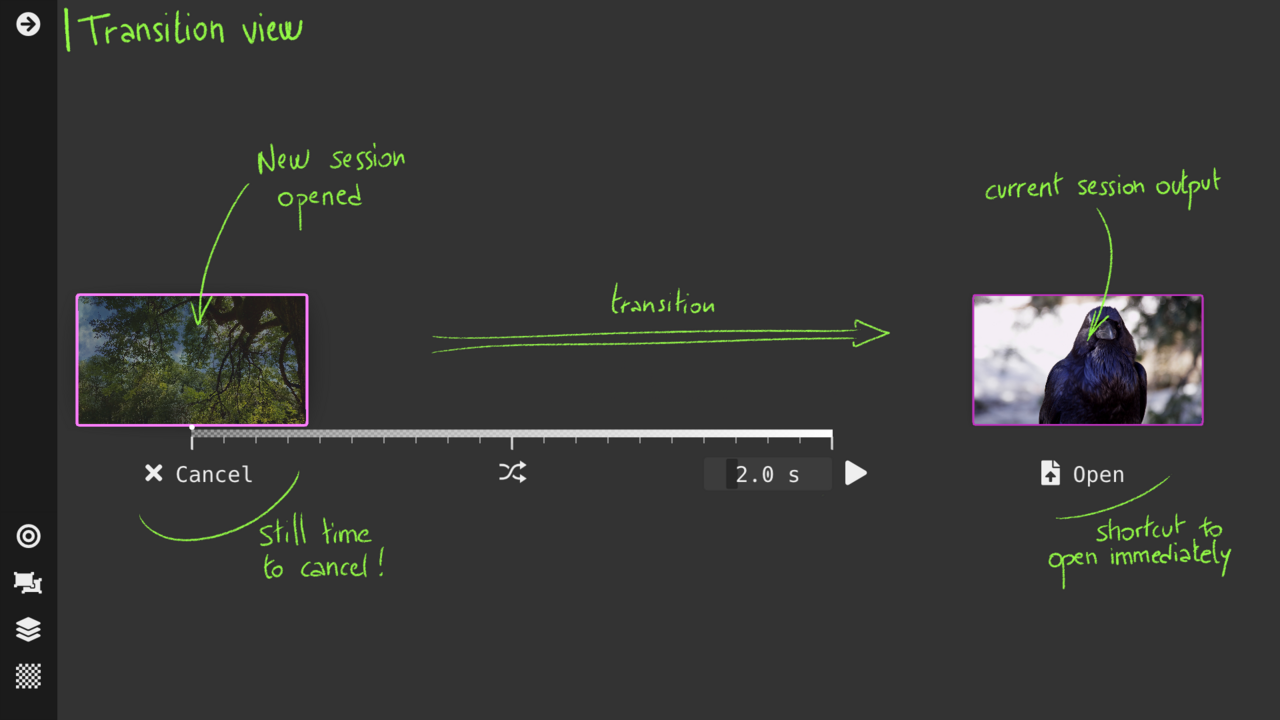 Transition view
New session
opened
current session output
transition
Cancel
2.0 s
Open
Still time
to cancel!
shortcut to
open immediately